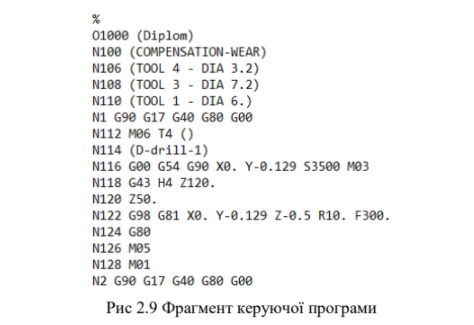 %
O1000 (Diplom)
N100 (COMPENSATION-WEAR)
N106 (TOOL 4 - DIA 3.2)
N108 (TOOL 3 - DIA 7.2)
N110 (TOOL 1 - DIA 6.)
N1 G90 G17 G40 G80 G00
N112 M06 T4 ()
N114 (D-drill-1)
N116 G00 G54 G90 X0. Y-0.129 S3500 M03
N118 G43 H4 Z120.
N120 Z50.
N122 G98 G81 X0. Y-0.129 Z-0.5 R10. F300.
N124 G80
N126 M05
N128 M01
N2 G90 G17 G40 G80 G00
Рис 2.9 Фрагмент керуючої програми